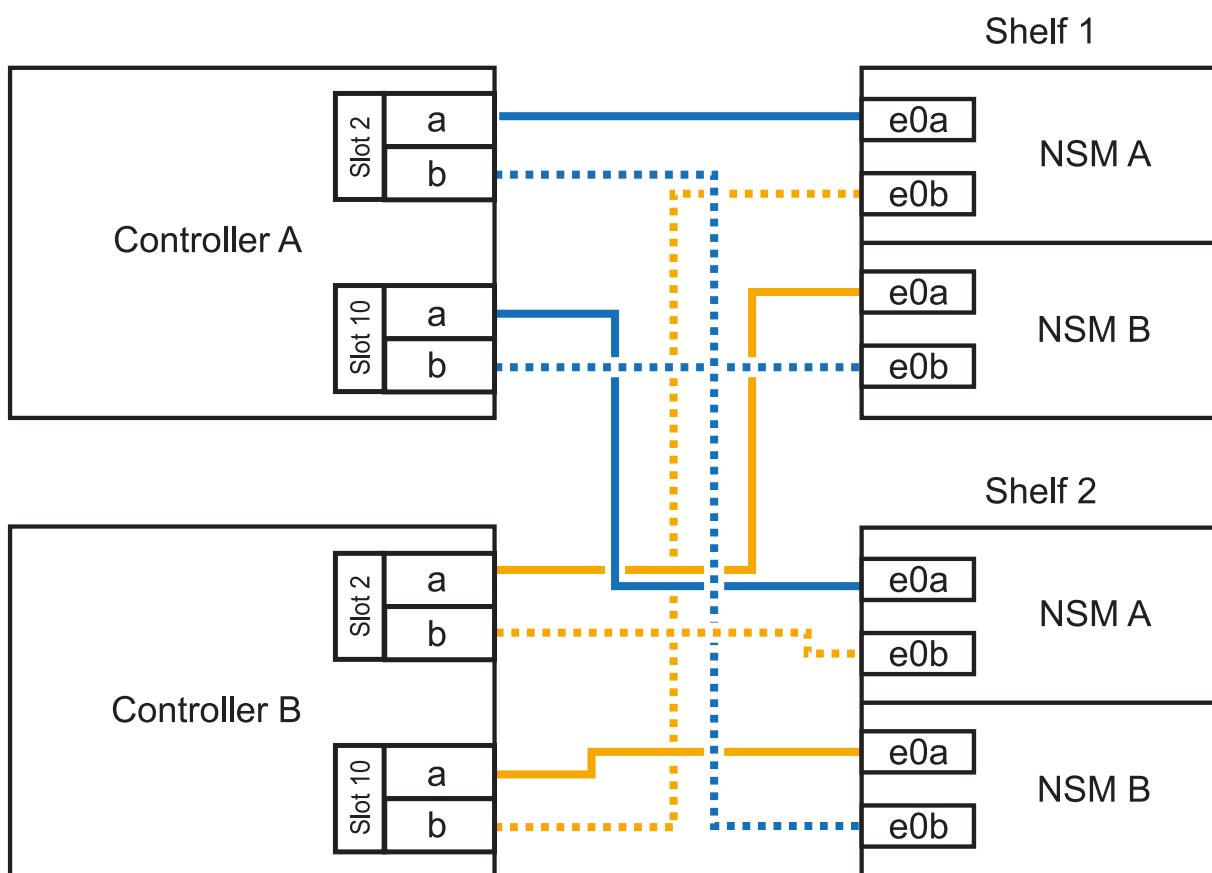 Shelf 1
Controller A
Slot 2
a
b
Slot 10
a
b
e0a
e0b
NSM A
e0a
e0b
NSM B
Shelf 2
Controller B
Slot 2
a
b
Slot 10
a
b
e0a
e0b
NSM A
e0a
e0b
NSM B